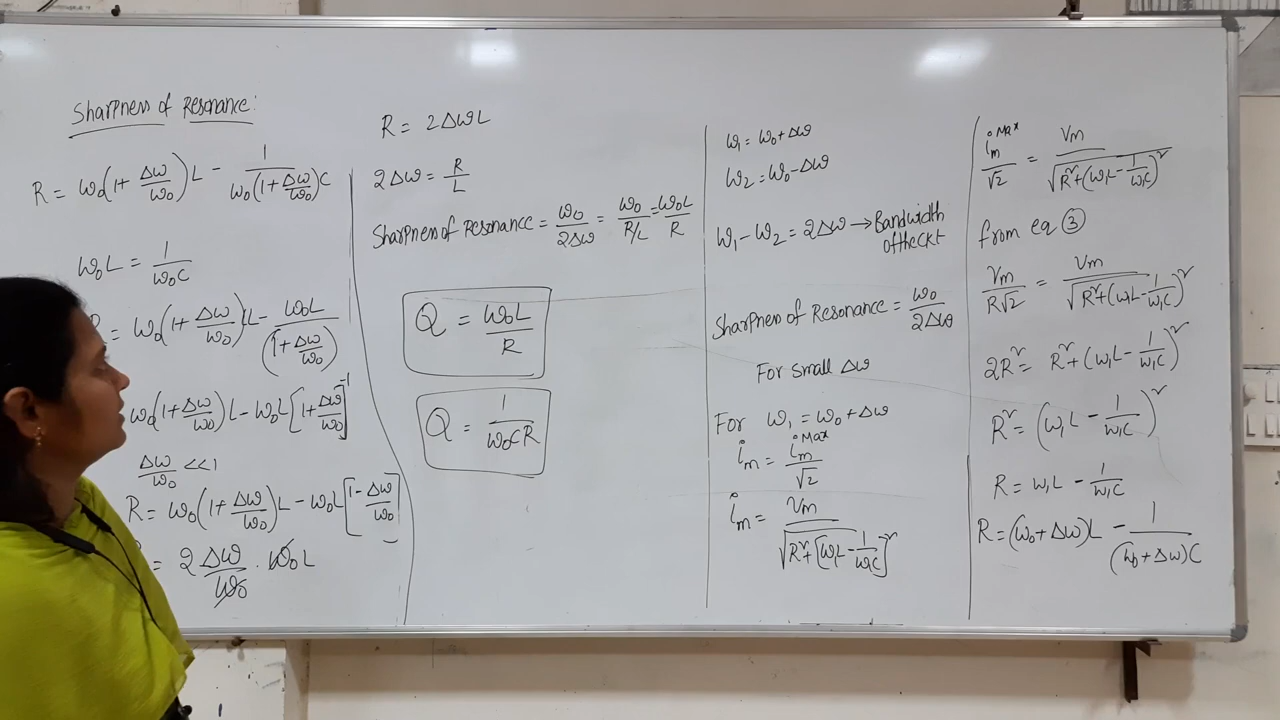 Sharpness of Resonance:
R = ω₀(1+Δω/ω₀)L − 1/(ω₀(1+Δω/ω₀)C)
ω₀L = 1/(ω₀C)
= ω₀(1+Δω/ω₀)L − ω₀L/(1+Δω/ω₀)
ω₀(1+Δω/ω₀)L − ω₀L[1+Δω/ω₀]⁻¹
Δω/ω₀ <<1
R = ω₀(1+Δω/ω₀)L − ω₀L[1−Δω/ω₀]
= 2 Δω/ω₀ . ω₀L
R = 2ΔωL
2Δω = R/L
Sharpness of Resonance = ω₀/2Δω = ω₀/(R/L) = ω₀L/R
Q = ω₀L/R
Q = 1/(ω₀CR)
ω₁ = ω₀+Δω
ω₂ = ω₀−Δω
ω₁−ω₂ = 2Δω → Bandwidth
of the ckt
Sharpness of Resonance = ω₀/2Δω
For small Δω
For ω₁ = ω₀+Δω
iₘ = iₘᴹᵃˣ/√2
iₘ = Vm/√(R²+[ω₁L−1/(ω₁C)]²)
iₘᴹᵃˣ/√2 = Vm/√(R²+(ω₁L−1/(ω₁C))²)
from eq ③
Vm/(R√2) = Vm/√(R²+(ω₁L−1/(ω₁C))²)
2R² = R²+(ω₁L−1/(ω₁C))²
R² = (ω₁L−1/(ω₁C))²
R = ω₁L − 1/(ω₁C)
R = (ω₀+Δω)L − 1/((ω₀+Δω)C)